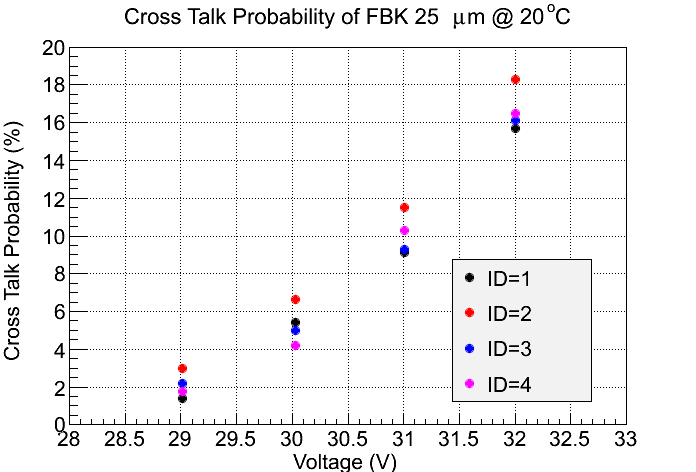 Cross Talk Probability of FBK 25 μm @ 20°C
Cross Talk Probability (%)
20
18
16
14
12
10
8
6
4
2
0
28 28.5 29 29.5 30 30.5 31 31.5 32 32.5 33
Voltage (V)
ID=1
ID=2
ID=3
ID=4